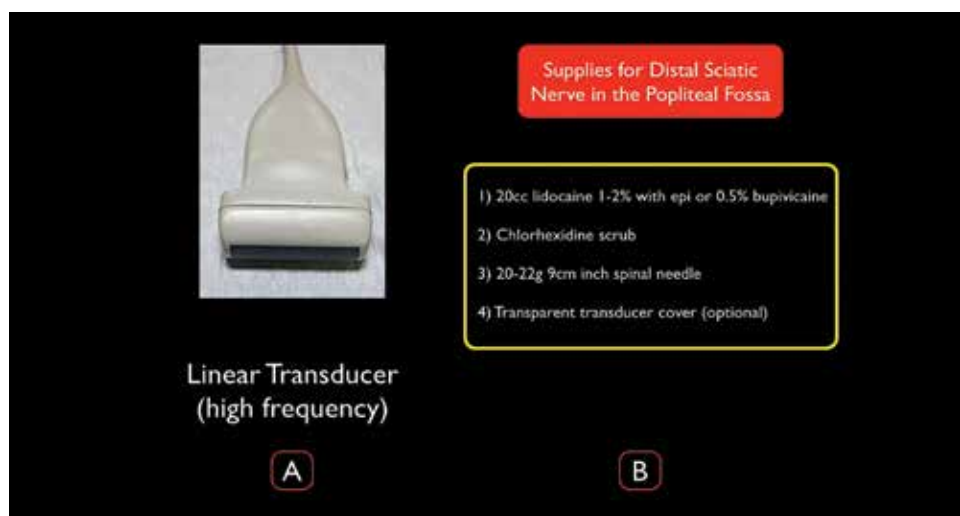 Linear Transducer
(high frequency)
A
Supplies for Distal Sciatic
Nerve in the Popliteal Fossa
1) 20cc lidocaine 1-2% with epi or 0.5% bupivicaine
2) Chlorhexidine scrub
3) 20-22g 9cm inch spinal needle
4) Transparent transducer cover (optional)
B